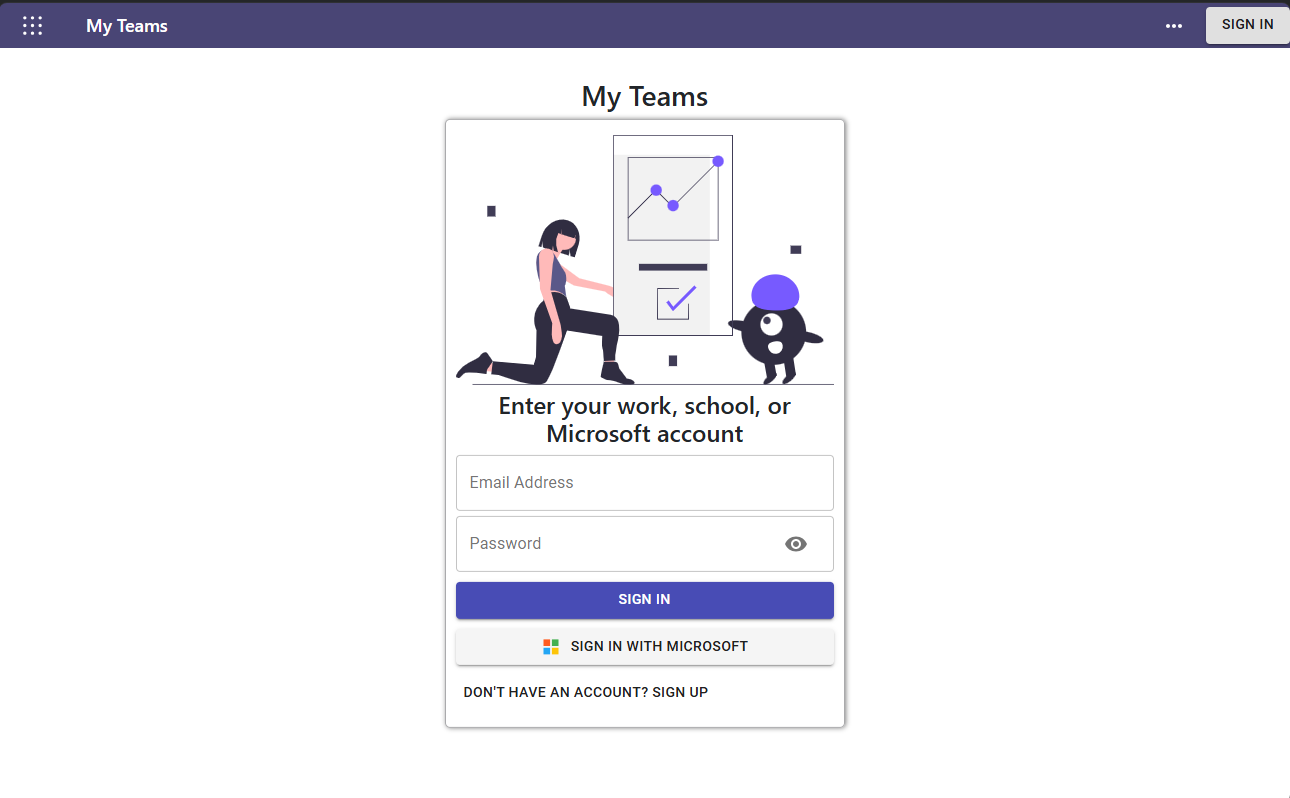 My Teams
SIGN IN
My Teams
Enter your work, school, or
Microsoft account
Email Address
Password
SIGN IN
SIGN IN WITH MICROSOFT
DON'T HAVE AN ACCOUNT? SIGN UP